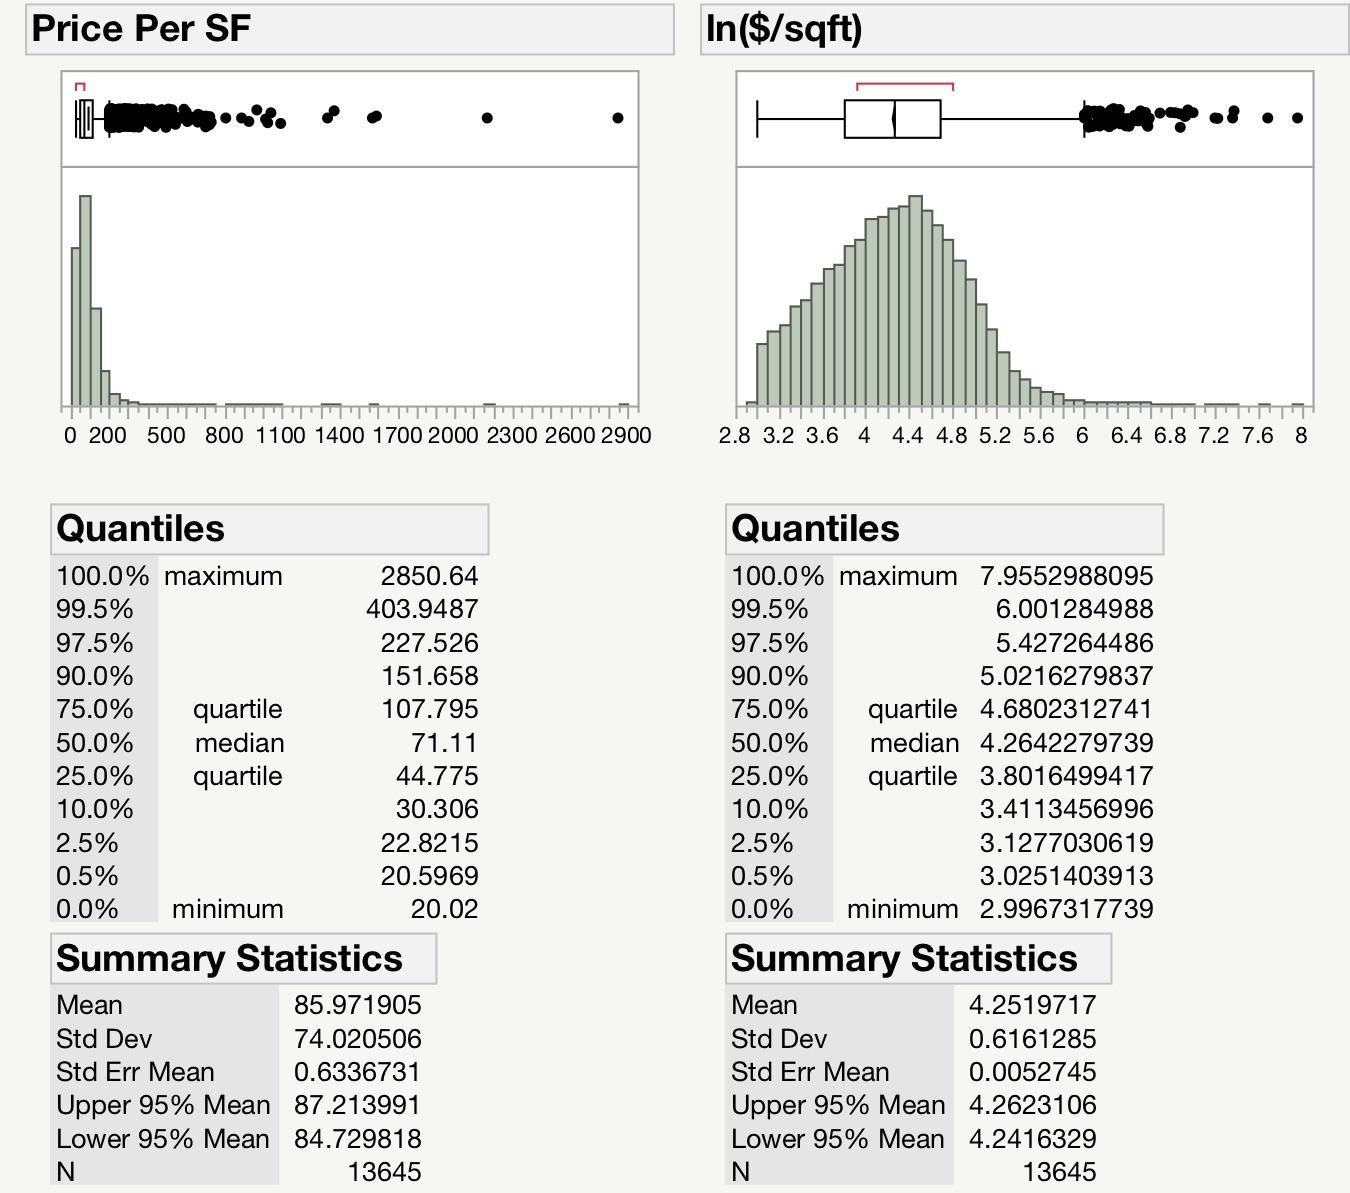 Price Per SF
0 200 500 800 1100 1400 1700 2000 2300 2600 2900
Quantiles
100.0% maximum 2850.64
99.5% 403.9487
97.5% 227.526
90.0% 151.658
75.0% quartile 107.795
50.0% median 71.11
25.0% quartile 44.775
10.0% 30.306
2.5% 22.8215
0.5% 20.5969
0.0% minimum 20.02
Summary Statistics
Mean 85.971905
Std Dev 74.020506
Std Err Mean 0.6336731
Upper 95% Mean 87.213991
Lower 95% Mean 84.729818
N 13645
ln($/sqft)
2.8 3.2 3.6 4 4.4 4.8 5.2 5.6 6 6.4 6.8 7.2 7.6 8
Quantiles
100.0% maximum 7.9552988095
99.5% 6.001284988
97.5% 5.427264486
90.0% 5.0216279837
75.0% quartile 4.6802312741
50.0% median 4.2642279739
25.0% quartile 3.8016499417
10.0% 3.4113456996
2.5% 3.1277030619
0.5% 3.0251403913
0.0% minimum 2.9967317739
Summary Statistics
Mean 4.2519717
Std Dev 0.6161285
Std Err Mean 0.0052745
Upper 95% Mean 4.2623106
Lower 95% Mean 4.2416329
N 13645